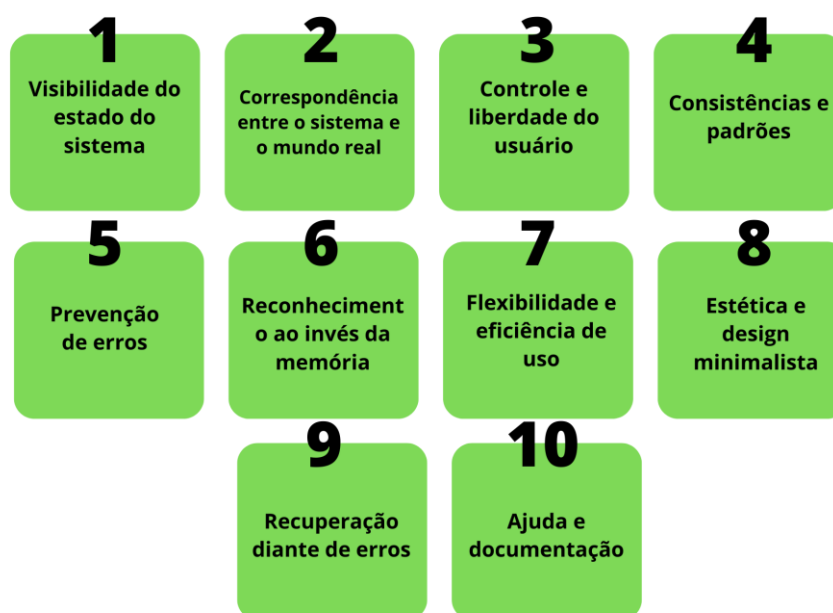 1
Visibilidade do
estado do
sistema
2
Correspondência
entre o sistema e
o mundo real
3
Controle e
liberdade do
usuário
4
Consistências e
padrões
5
Prevenção
de erros
6
Reconheciment
o ao invés da
memória
7
Flexibilidade e
eficiência de
uso
8
Estética e
design
minimalista
9
Recuperação
diante de erros
10
Ajuda e
documentação